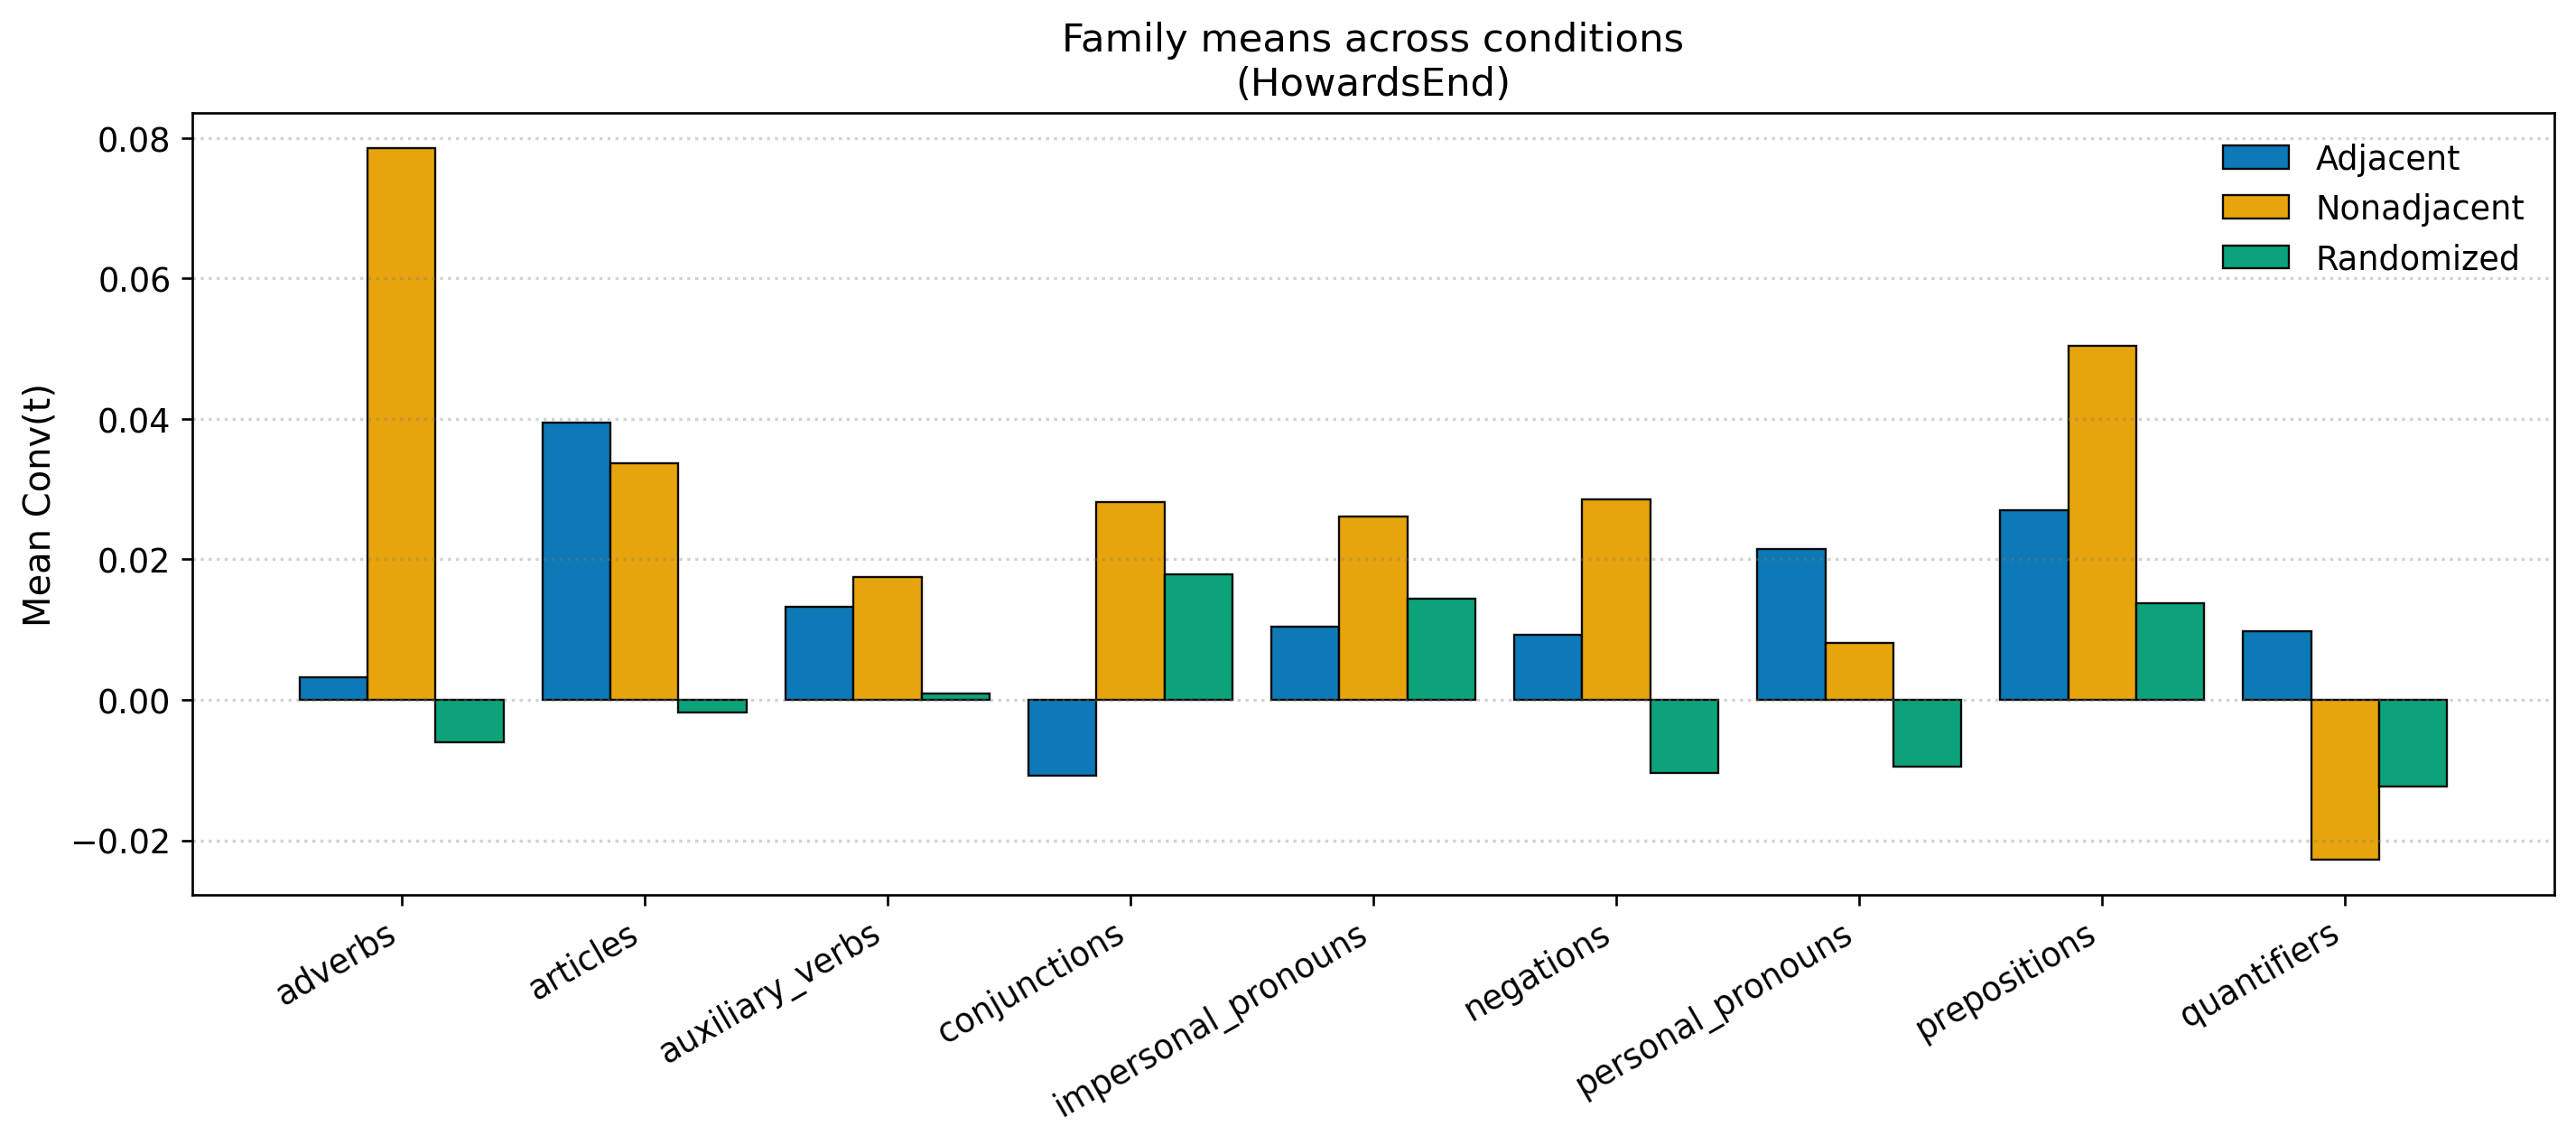 Family means across conditions
(HowardsEnd)
Mean Conv(t)
0.08
0.06
0.04
0.02
0.00
−0.02
Adjacent
Nonadjacent
Randomized
adverbs
articles
auxiliary_verbs
conjunctions
impersonal_pronouns
negations
personal_pronouns
prepositions
quantifiers